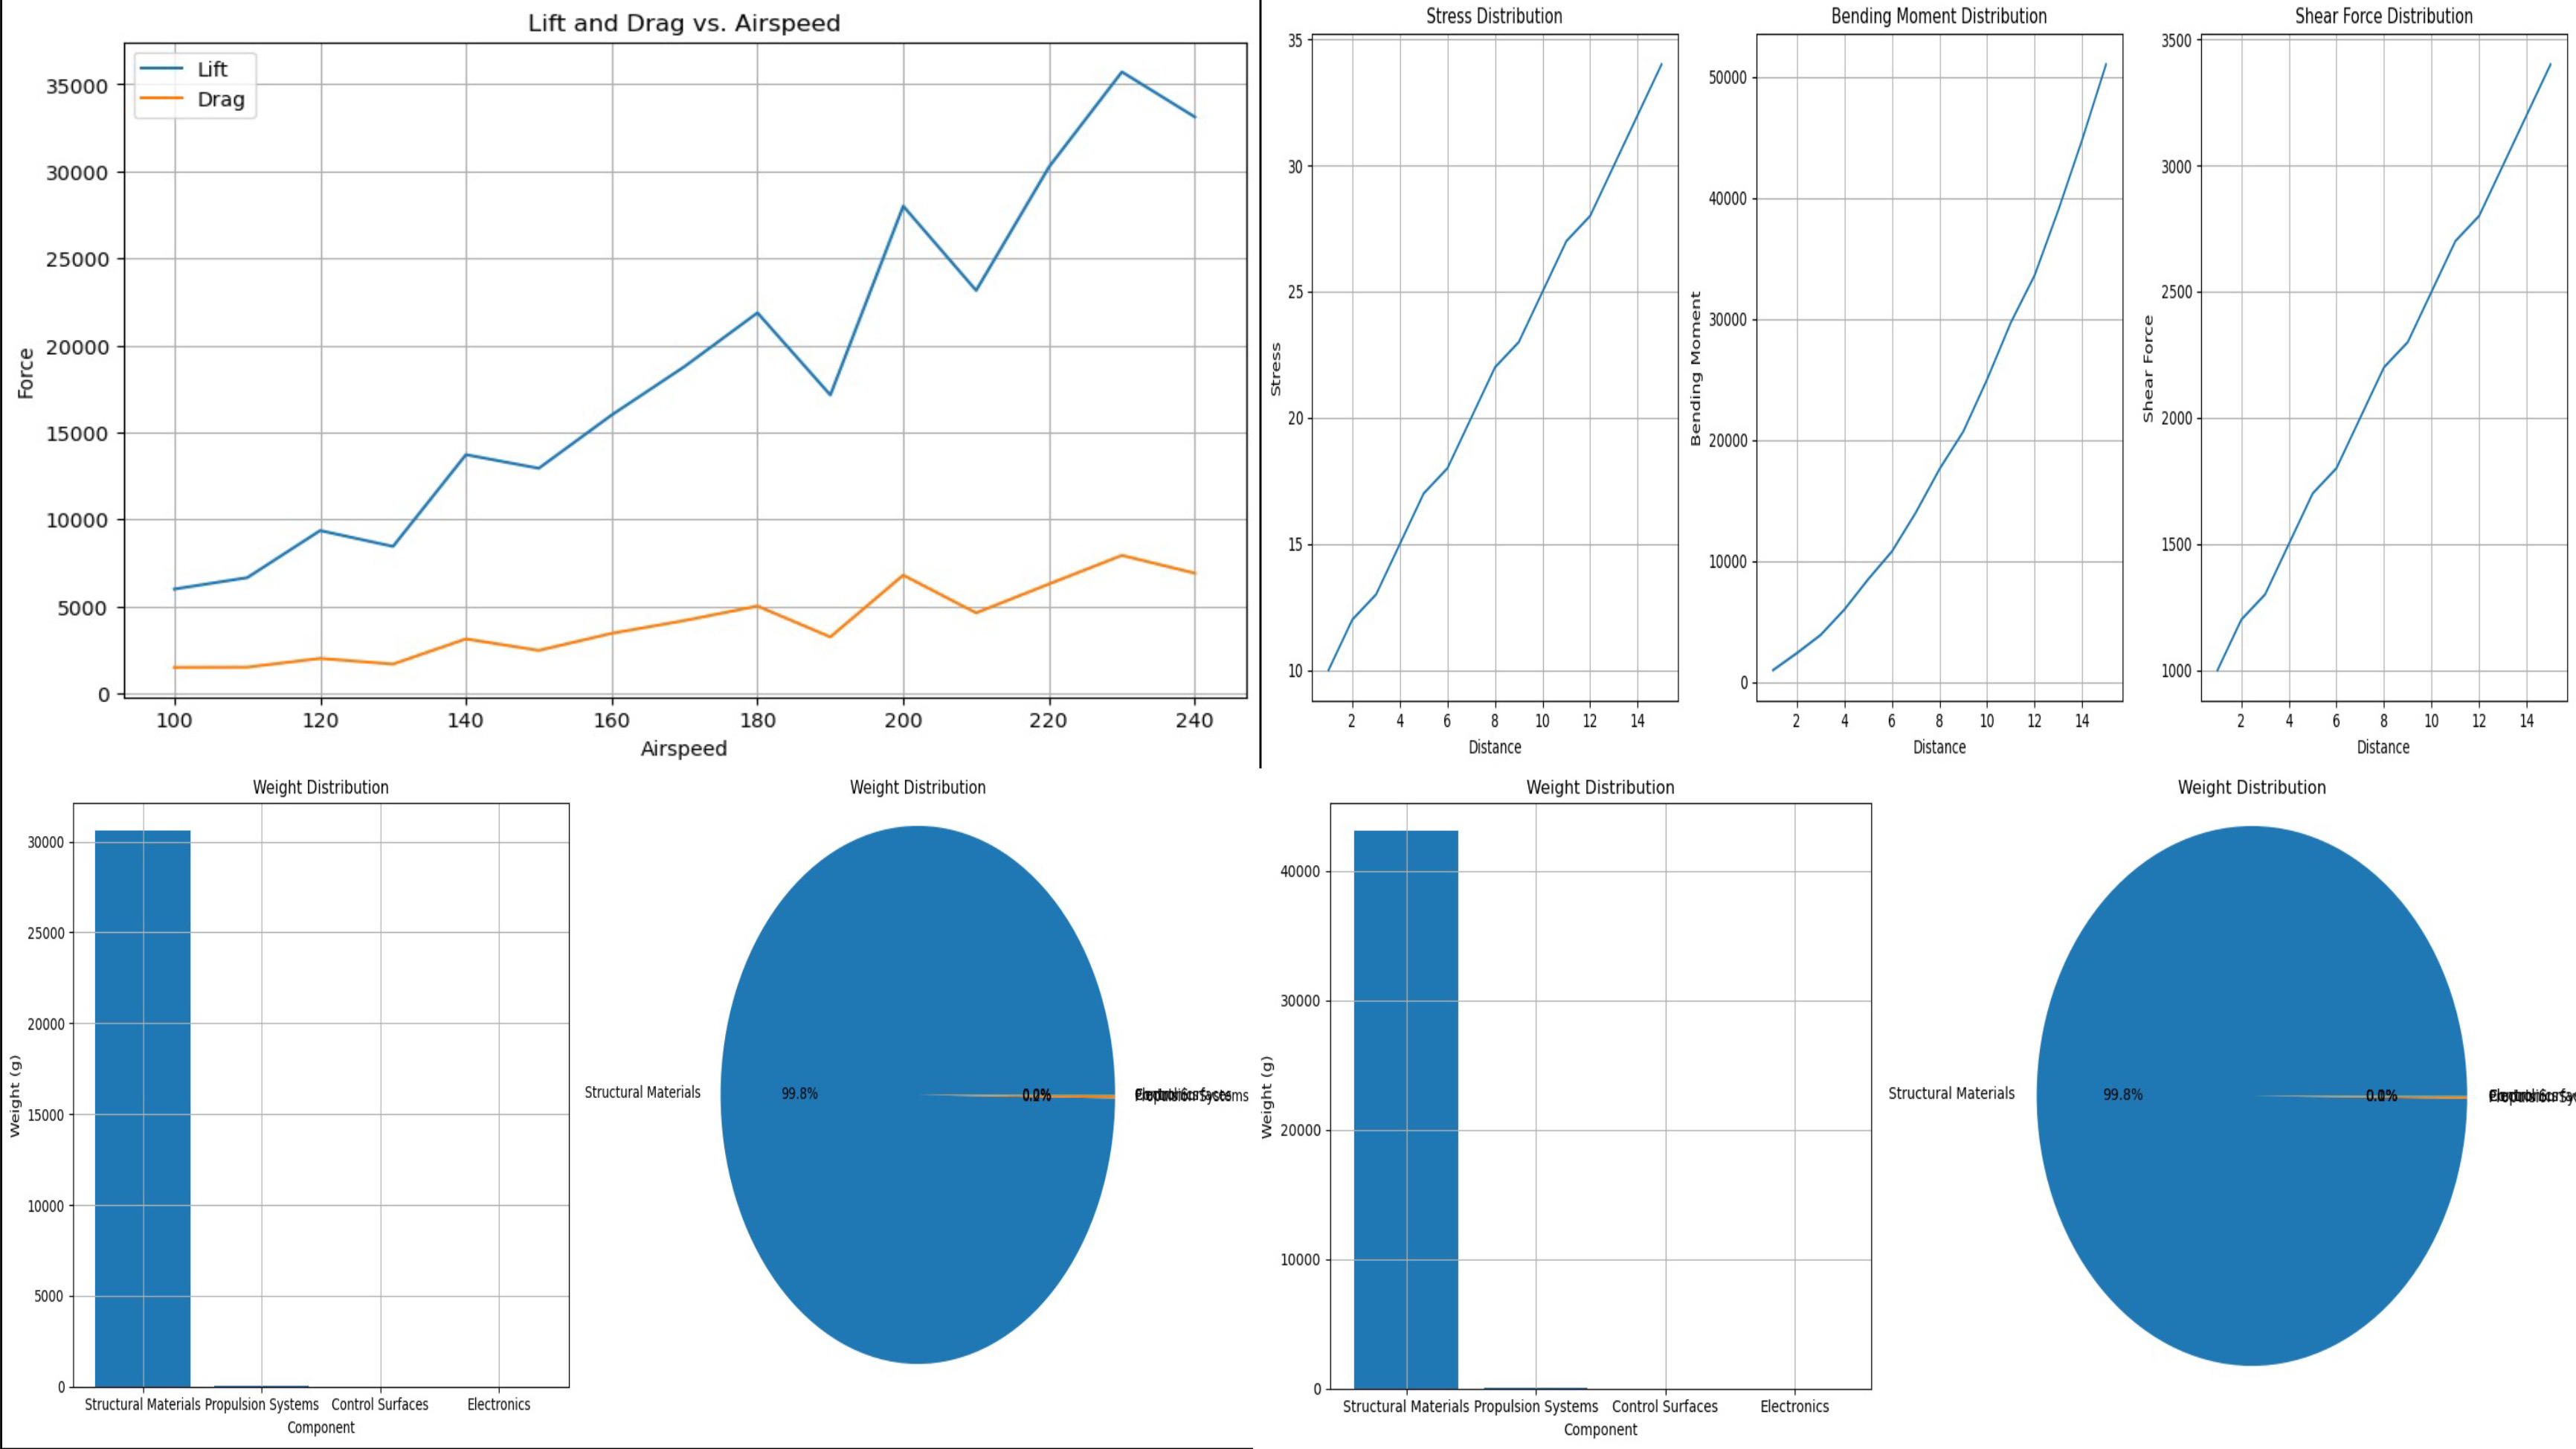 Lift and Drag vs. Airspeed
Lift
Drag
35000
30000
25000
20000
15000
10000
5000
0
Force
100 120 140 160 180 200 220 240
Airspeed
Stress Distribution
35
30
25
20
15
10
Stress
2 4 6 8 10 12 14
Distance
Bending Moment Distribution
50000
40000
30000
20000
10000
0
Bending Moment
2 4 6 8 10 12 14
Distance
Shear Force Distribution
3500
3000
2500
2000
1500
1000
Shear Force
2 4 6 8 10 12 14
Distance
Weight Distribution
30000
25000
20000
15000
10000
5000
0
Weight (g)
Structural Materials Propulsion Systems Control Surfaces Electronics
Component
Weight Distribution
Structural Materials
99.8%
Weight Distribution
40000
30000
20000
10000
0
Weight (g)
Structural Materials Propulsion Systems Control Surfaces Electronics
Component
Weight Distribution
Structural Materials
99.8%